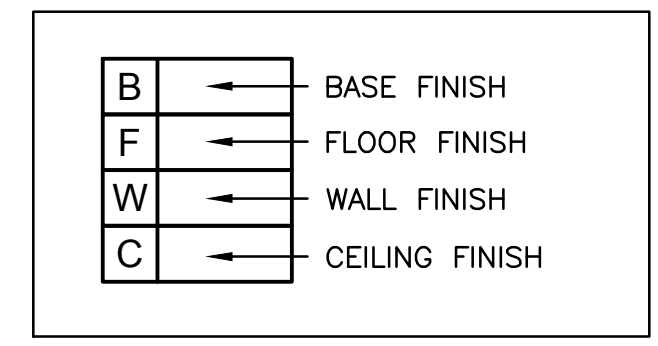 B BASE FINISH
F FLOOR FINISH
W WALL FINISH
C CEILING FINISH